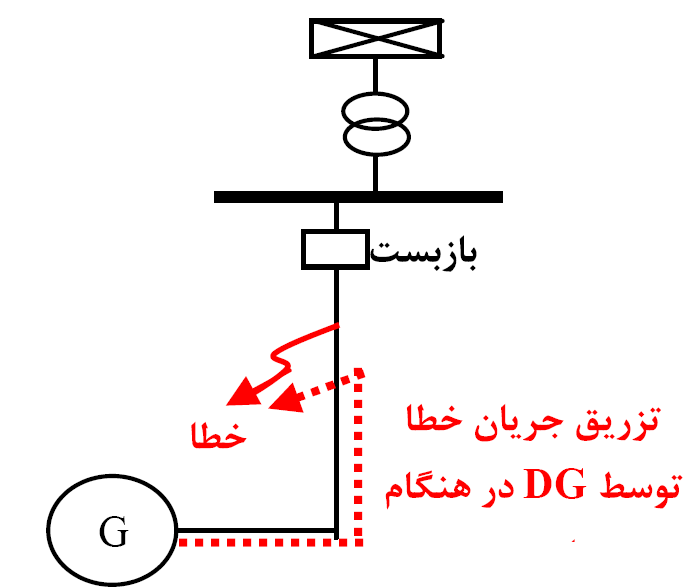 بازبست
خطا
تزریق جریان خطا
توسط DG در هنگام
G